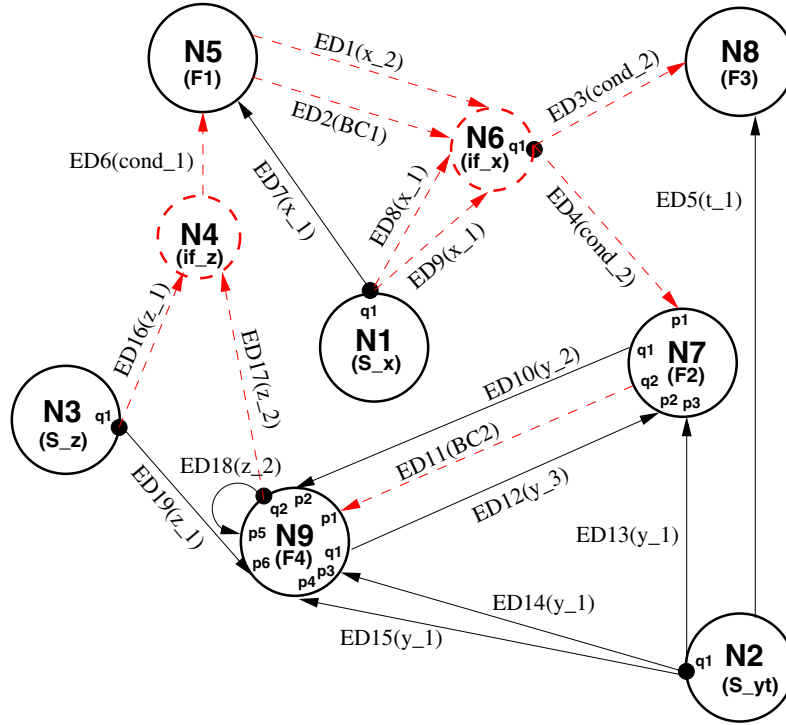 N5
(F1)
ED1(x_2)
ED2(BC1)
N6
(if_x)
q1
ED3(cond_2)
N8
(F3)
ED6(cond_1)
ED7(x_1)
ED8(x_1)
ED9(x_1)
ED4(cond_2)
ED5(t_1)
N4
(if_z)
q1
N1
(S_x)
p1
q1
N7
(F2)
q2
p2
p3
ED16(z_1)
ED17(z_2)
ED10(y_2)
ED11(BC2)
ED12(y_3)
N3
(S_z)
q1
ED18(z_2)
ED19(z_1)
q2
p2
p1
p5
N9
(F4)
q1
p6
p3
p4
ED13(y_1)
ED14(y_1)
ED15(y_1)
q1
N2
(S_yt)